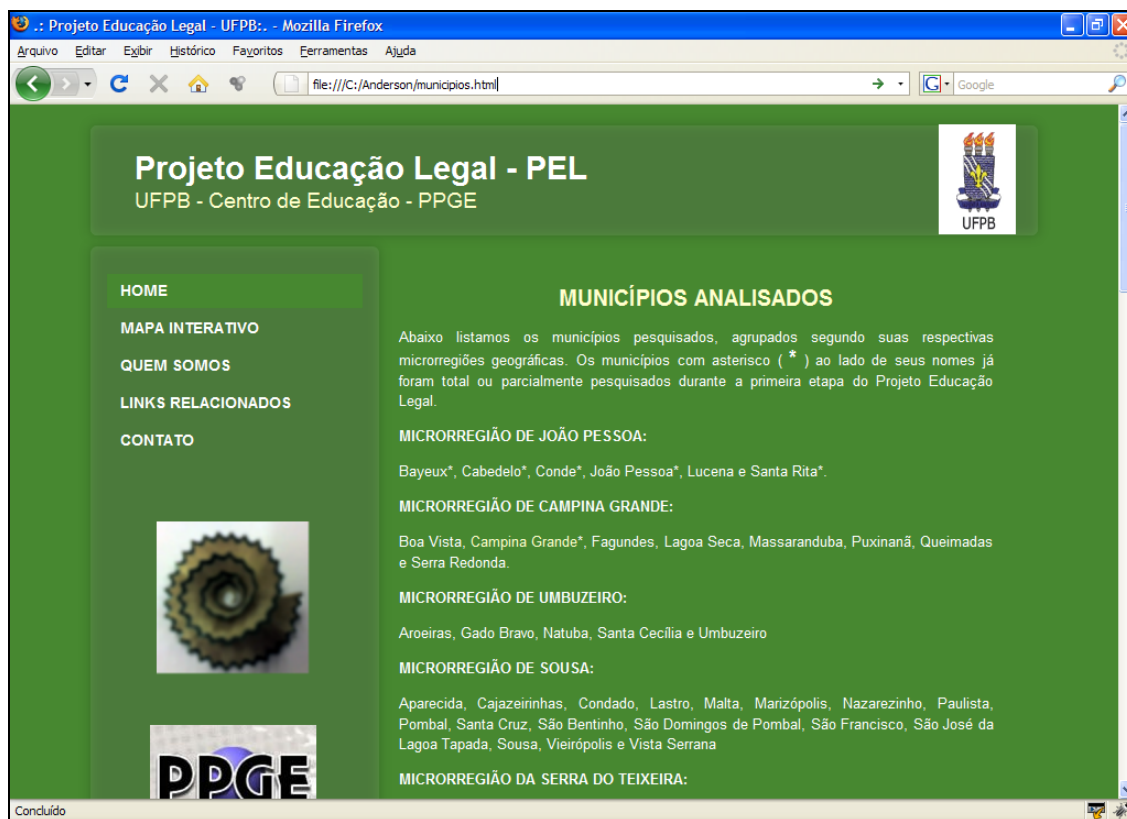 .: Projeto Educação Legal - UFPB:. - Mozilla Firefox
Arquivo Editar Exibir Histórico Favoritos Ferramentas Ajuda
file:///C:/Anderson/municipios.html
G Google
Projeto Educação Legal - PEL
UFPB - Centro de Educação - PPGE
UFPB
HOME
MAPA INTERATIVO
QUEM SOMOS
LINKS RELACIONADOS
CONTATO
PPGE
MUNICÍPIOS ANALISADOS
Abaixo listamos os municípios pesquisados, agrupados segundo suas respectivas
microrregiões geográficas. Os municípios com asterisco ( * ) ao lado de seus nomes já
foram total ou parcialmente pesquisados durante a primeira etapa do Projeto Educação
Legal.
MICRORREGIÃO DE JOÃO PESSOA:
Bayeux*, Cabedelo*, Conde*, João Pessoa*, Lucena e Santa Rita*.
MICRORREGIÃO DE CAMPINA GRANDE:
Boa Vista, Campina Grande*, Fagundes, Lagoa Seca, Massaranduba, Puxinanã, Queimadas
e Serra Redonda.
MICRORREGIÃO DE UMBUZEIRO:
Aroeiras, Gado Bravo, Natuba, Santa Cecília e Umbuzeiro
MICRORREGIÃO DE SOUSA:
Aparecida, Cajazeirinhas, Condado, Lastro, Malta, Marizópolis, Nazarezinho, Paulista,
Pombal, Santa Cruz, São Bentinho, São Domingos de Pombal, São Francisco, São José da
Lagoa Tapada, Sousa, Vieirópolis e Vista Serrana
MICRORREGIÃO DA SERRA DO TEIXEIRA:
Concluído